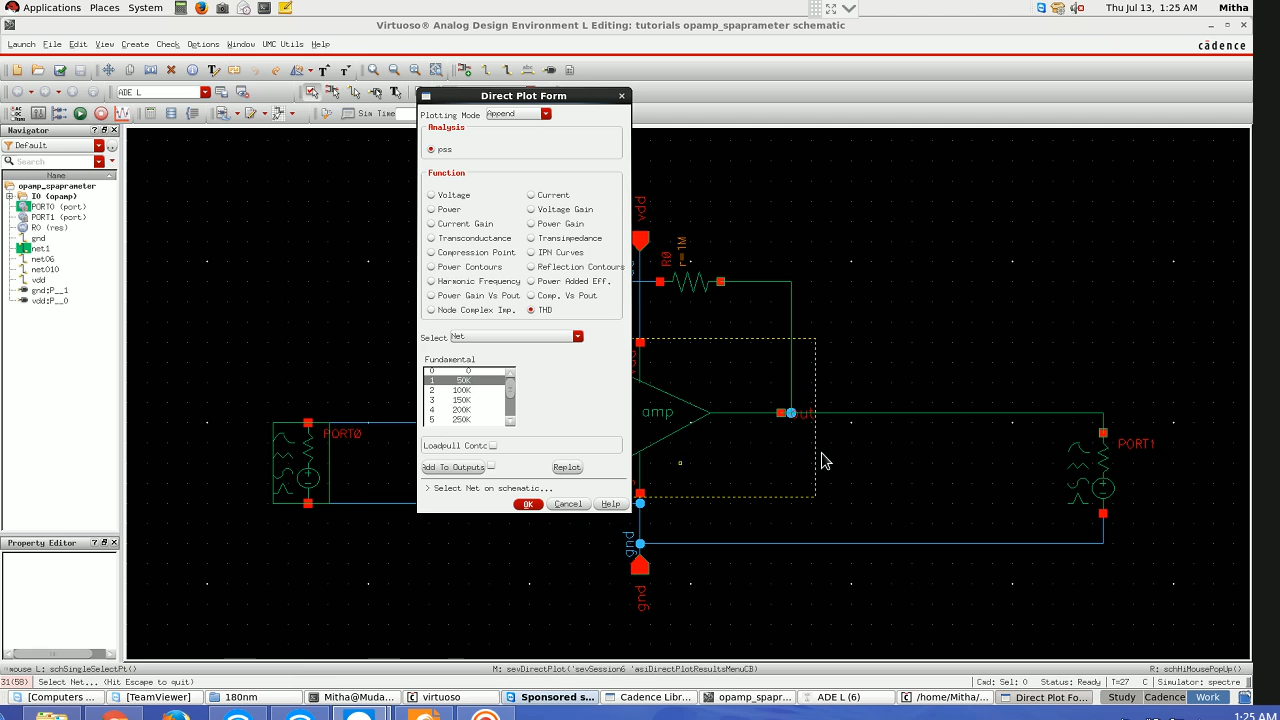 Applications Places System
Thu Jul 13, 1:25 AM Mitha
Virtuoso® Analog Design Environment L Editing: tutorials opamp_spaprameter schematic
Launch File Edit View Create Check Options Window UMC Utils Help
cādence
ADE L
Sim Time
Navigator
Default
Search
Name
opamp_spaprameter
I0 (opamp)
PORT0 (port)
PORT1 (port)
R0 (res)
gnd
net1
net06
net010
vdd
gnd:P__1
vdd:P__0
Property Editor
Direct Plot Form
Plotting Mode Append
Analysis
pss
Function
Voltage Current
Power Voltage Gain
Current Gain Power Gain
Transconductance Transimpedance
Compression Point IPN Curves
Power Contours Reflection Contours
Harmonic Frequency Power Added Eff.
Power Gain Vs Pout Comp. Vs Pout
Node Complex Imp. THD
Select Net
Fundamental
0 0
1 50K
2 100K
3 150K
4 200K
5 250K
Loadpull Contc
Add To Outputs Replot
> Select Net on schematic...
OK Cancel Help
vdd
R0
r=1M
amp
PORT0
PORT1
gnd
gnd
mouse L: schSingleSelectPt() M: sevDirectPlot('sevSession6 'asiDirectPlotResultsMenuCB) R: schHiMousePopUp()
31(58) Select Net... (Hit Escape to quit) Cmd: Sel: 0 Status: Ready T=27 C Simulator: spectre
[Computers ... [TeamViewer] 180nm Mitha@Muda... virtuoso Sponsored s... Cadence Libr... opamp_spapr... ADE L (6) /home/Mitha/... Direct Plot Fo... Study Cadence Work
1:25 AM